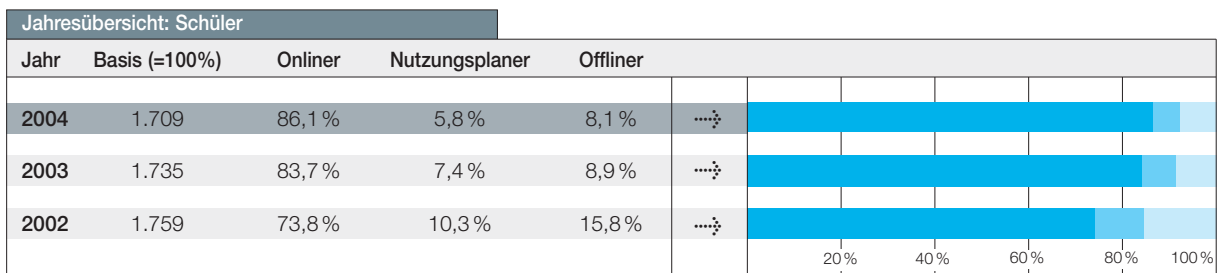 Jahresübersicht: Schüler
Jahr Basis (=100%) Onliner Nutzungsplaner Offliner
2004 1.709 86,1% 5,8% 8,1%
2003 1.735 83,7% 7,4% 8,9%
2002 1.759 73,8% 10,3% 15,8%
20% 40% 60% 80% 100%